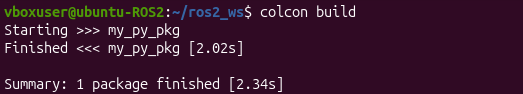 vboxuser@ubuntu-ROS2:~/ros2_ws$ colcon build
Starting >>> my_py_pkg
Finished <<< my_py_pkg [2.02s]

Summary: 1 package finished [2.34s]